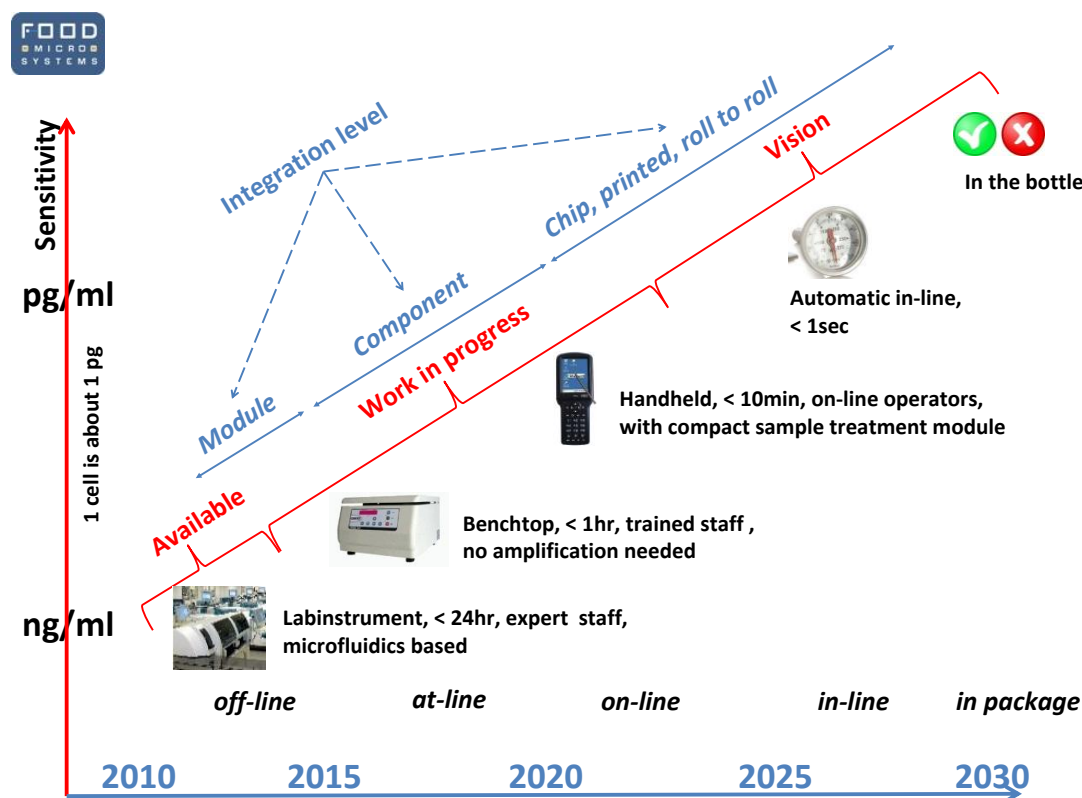 FOOD
MICRO
SYSTEMS
Sensitivity
pg/ml
1 cell is about 1 pg
ng/ml
Integration level
Module
Component
Chip, printed, roll to roll
Available
Work in progress
Vision
In the bottle
Automatic in-line,
< 1sec
Handheld, < 10min, on-line operators,
with compact sample treatment module
Benchtop, < 1hr, trained staff ,
no amplification needed
Labinstrument, < 24hr, expert staff,
microfluidics based
off-line at-line on-line in-line in package
2010 2015 2020 2025 2030